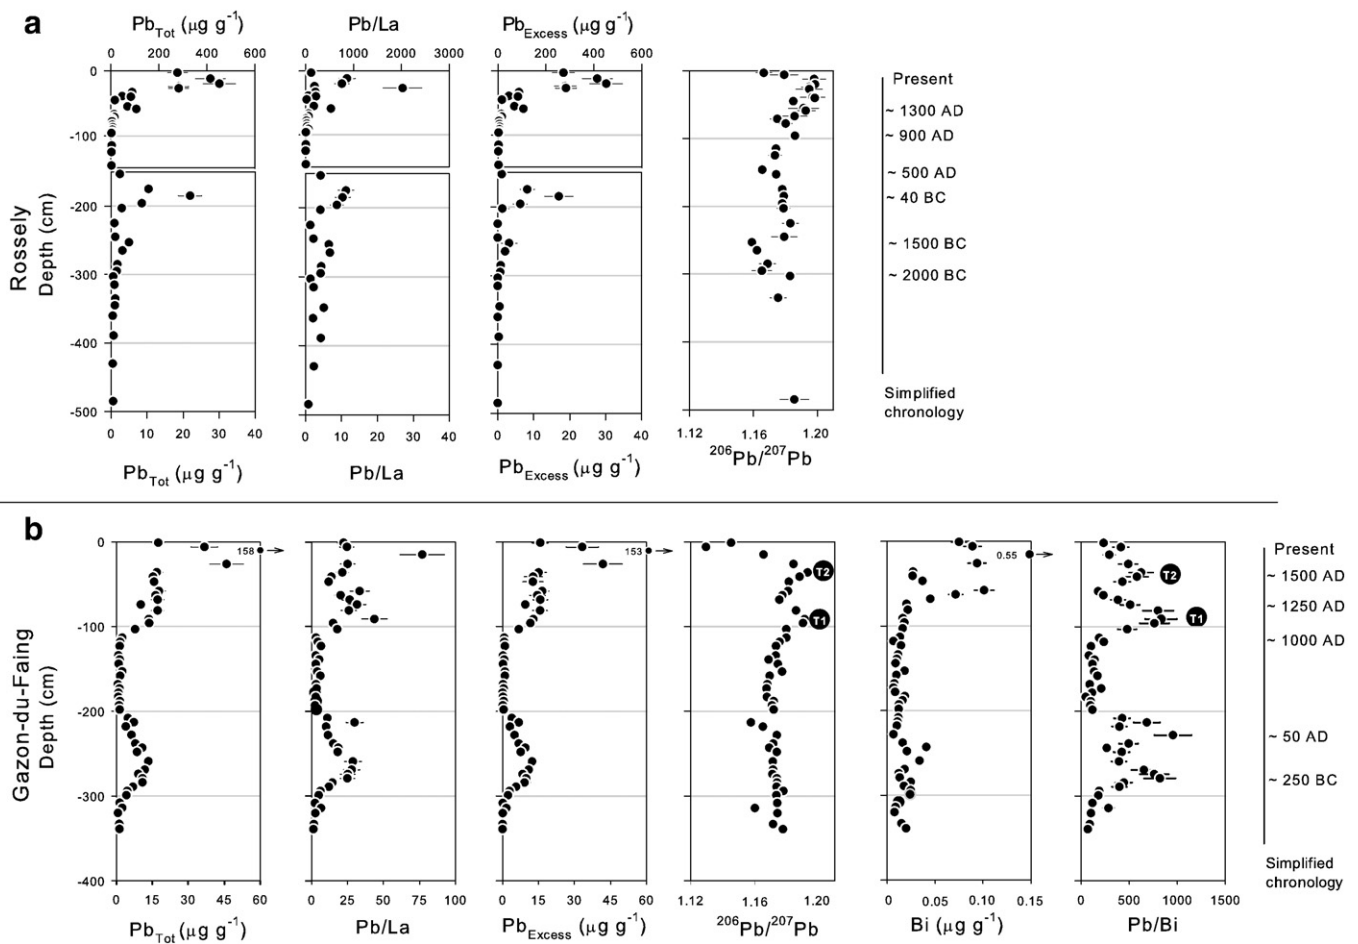 a
Pb_Tot (μg g⁻¹) Pb/La Pb_Excess (μg g⁻¹)
0 200 400 600 0 1000 2000 3000 0 200 400 600
0
-100
-200
-300
-400
-500
Rossely
Depth (cm)
Present
~ 1300 AD
~ 900 AD
~ 500 AD
~ 40 BC
~ 1500 BC
~ 2000 BC
Simplified
chronology
0 10 20 30 40 0 10 20 30 40 0 10 20 30 40 1.12 1.16 1.20
Pb_Tot (μg g⁻¹) Pb/La Pb_Excess (μg g⁻¹) ²⁰⁶Pb/²⁰⁷Pb
b
0
-100
-200
-300
-400
Gazon-du-Faing
Depth (cm)
158 153 0.55
T2 T2
T1 T1
Present
~ 1500 AD
~ 1250 AD
~ 1000 AD
~ 50 AD
~ 250 BC
Simplified
chronology
0 15 30 45 60 0 25 50 75 100 0 15 30 45 60 1.12 1.16 1.20 0 0.05 0.10 0.15 0 500 1000 1500
Pb_Tot (μg g⁻¹) Pb/La Pb_Excess (μg g⁻¹) ²⁰⁶Pb/²⁰⁷Pb Bi (μg g⁻¹) Pb/Bi